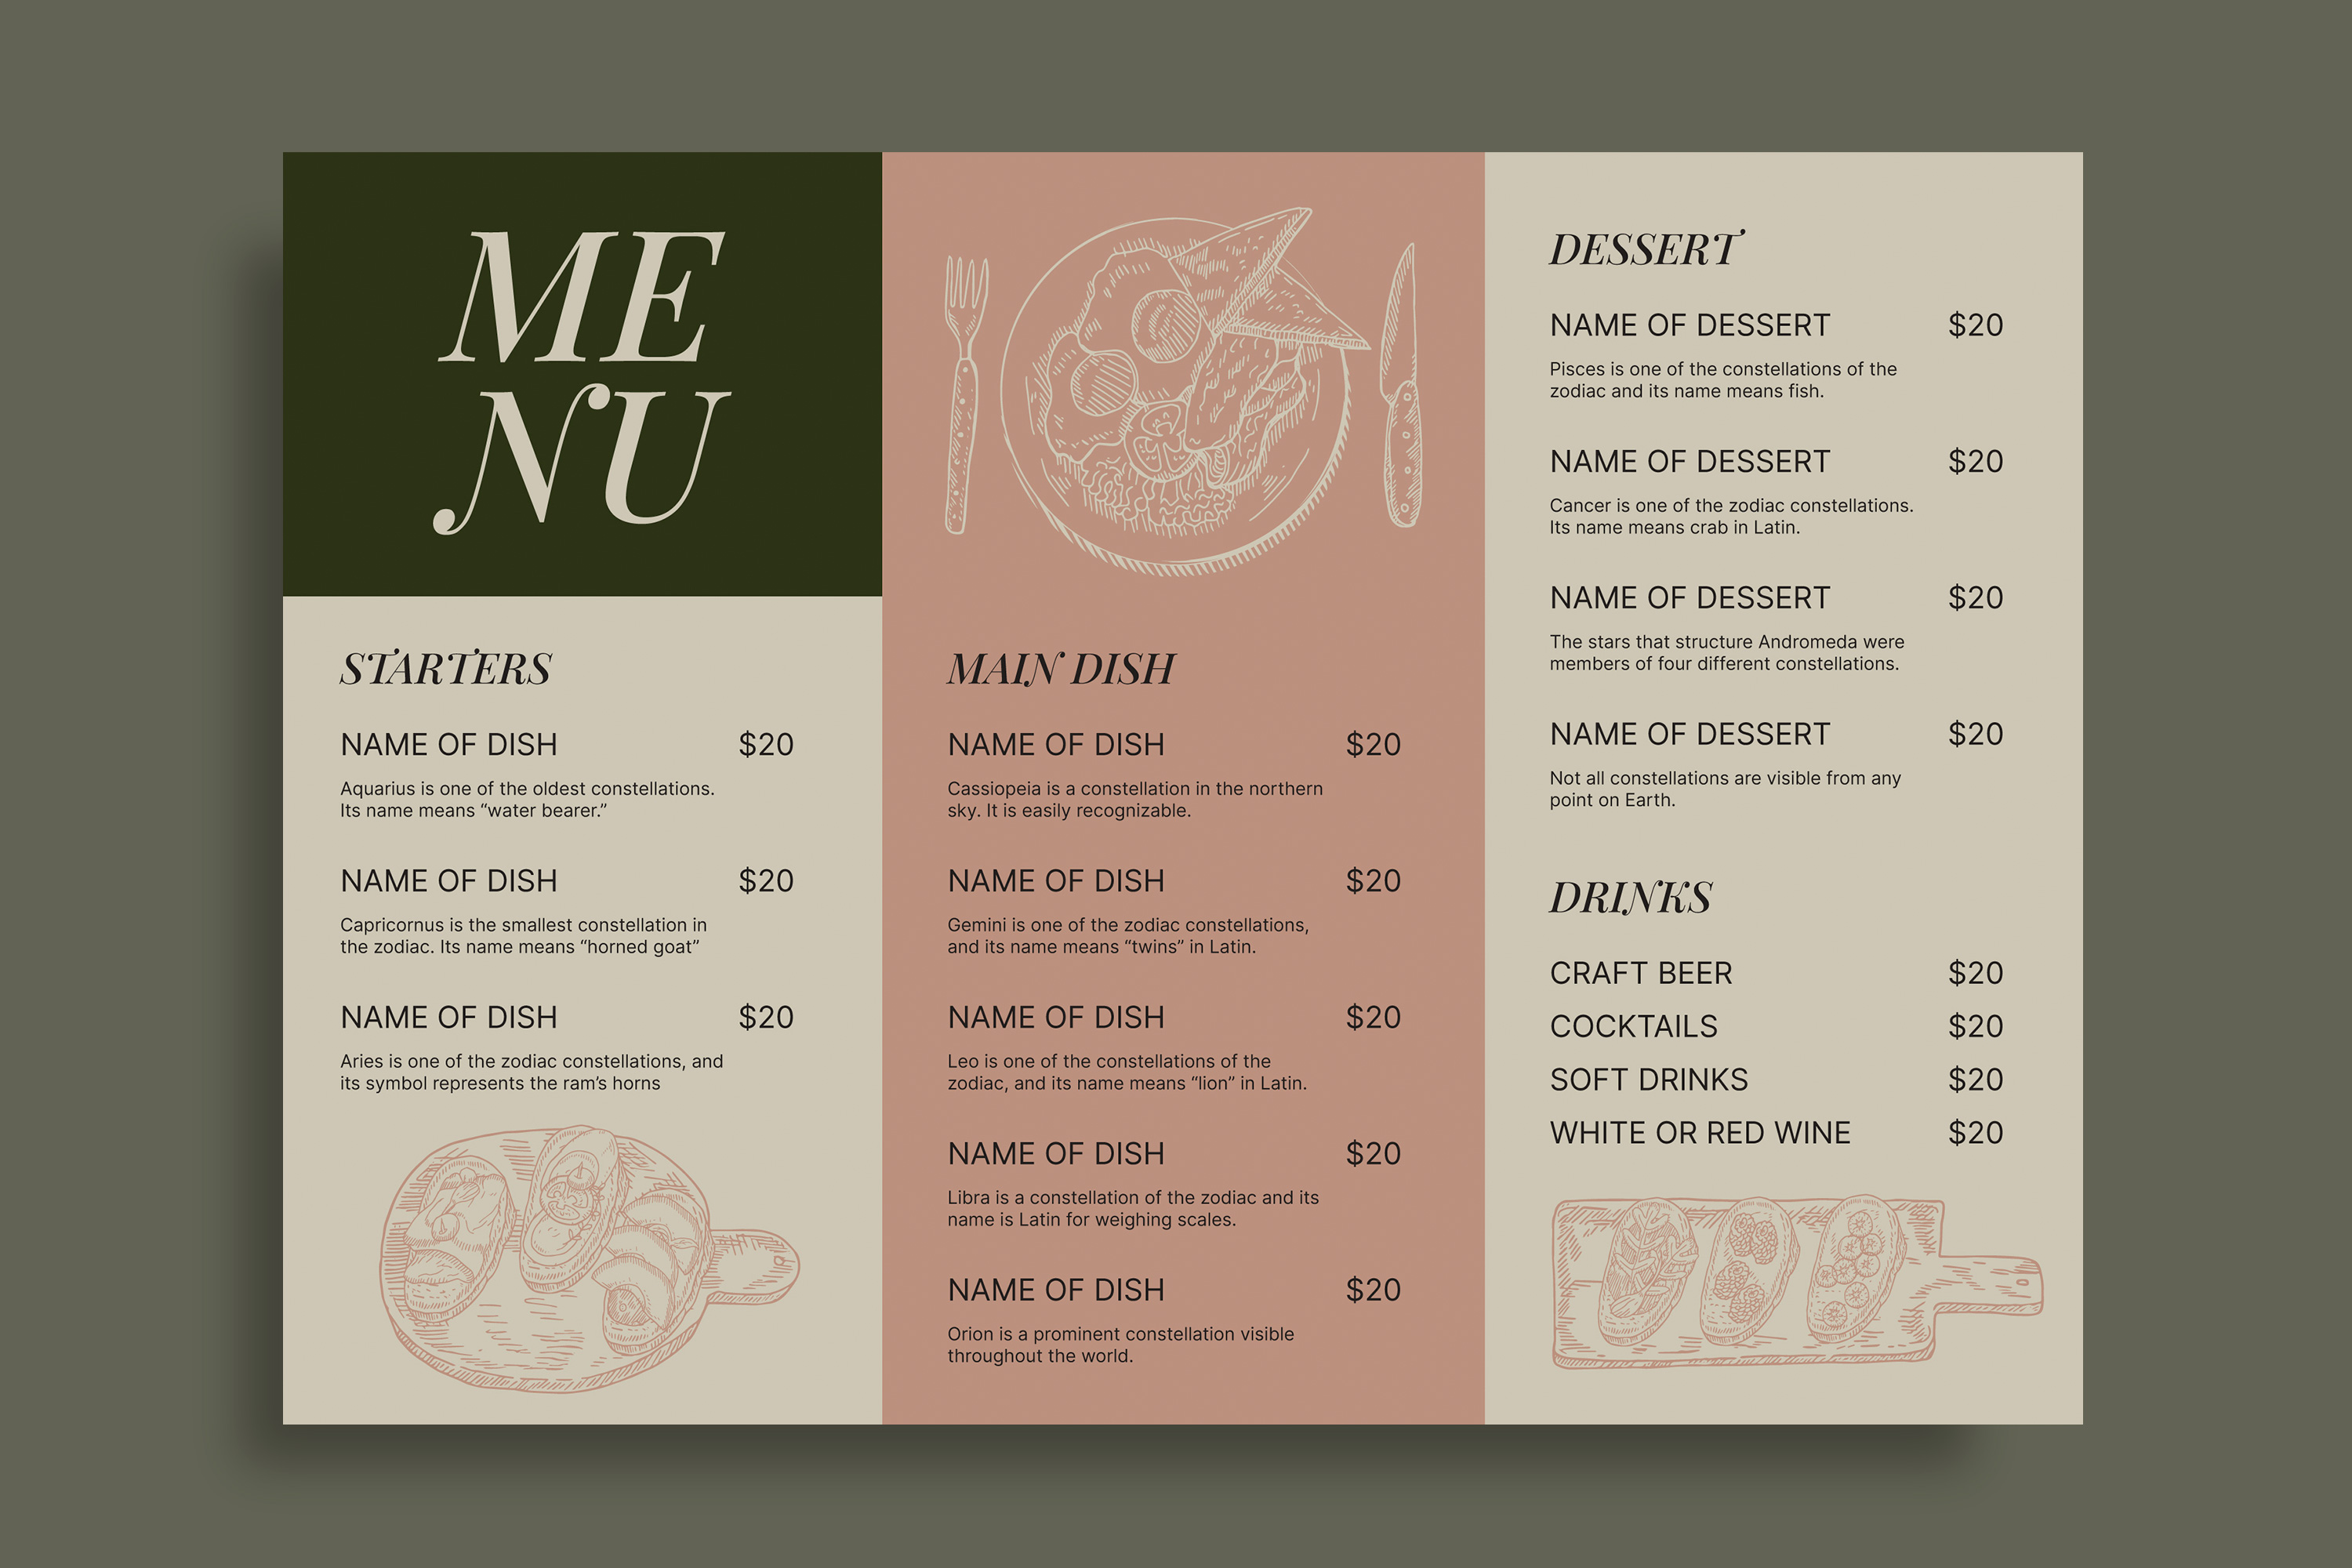 ME
NU
STARTERS
NAME OF DISH $20
Aquarius is one of the oldest constellations.
Its name means “water bearer.”
NAME OF DISH $20
Capricornus is the smallest constellation in
the zodiac. Its name means “horned goat”
NAME OF DISH $20
Aries is one of the zodiac constellations, and
its symbol represents the ram’s horns
MAIN DISH
NAME OF DISH $20
Cassiopeia is a constellation in the northern
sky. It is easily recognizable.
NAME OF DISH $20
Gemini is one of the zodiac constellations,
and its name means “twins” in Latin.
NAME OF DISH $20
Leo is one of the constellations of the
zodiac, and its name means “lion” in Latin.
NAME OF DISH $20
Libra is a constellation of the zodiac and its
name is Latin for weighing scales.
NAME OF DISH $20
Orion is a prominent constellation visible
throughout the world.
DESSERT
NAME OF DESSERT $20
Pisces is one of the constellations of the
zodiac and its name means fish.
NAME OF DESSERT $20
Cancer is one of the zodiac constellations.
Its name means crab in Latin.
NAME OF DESSERT $20
The stars that structure Andromeda were
members of four different constellations.
NAME OF DESSERT $20
Not all constellations are visible from any
point on Earth.
DRINKS
CRAFT BEER $20
COCKTAILS $20
SOFT DRINKS $20
WHITE OR RED WINE $20